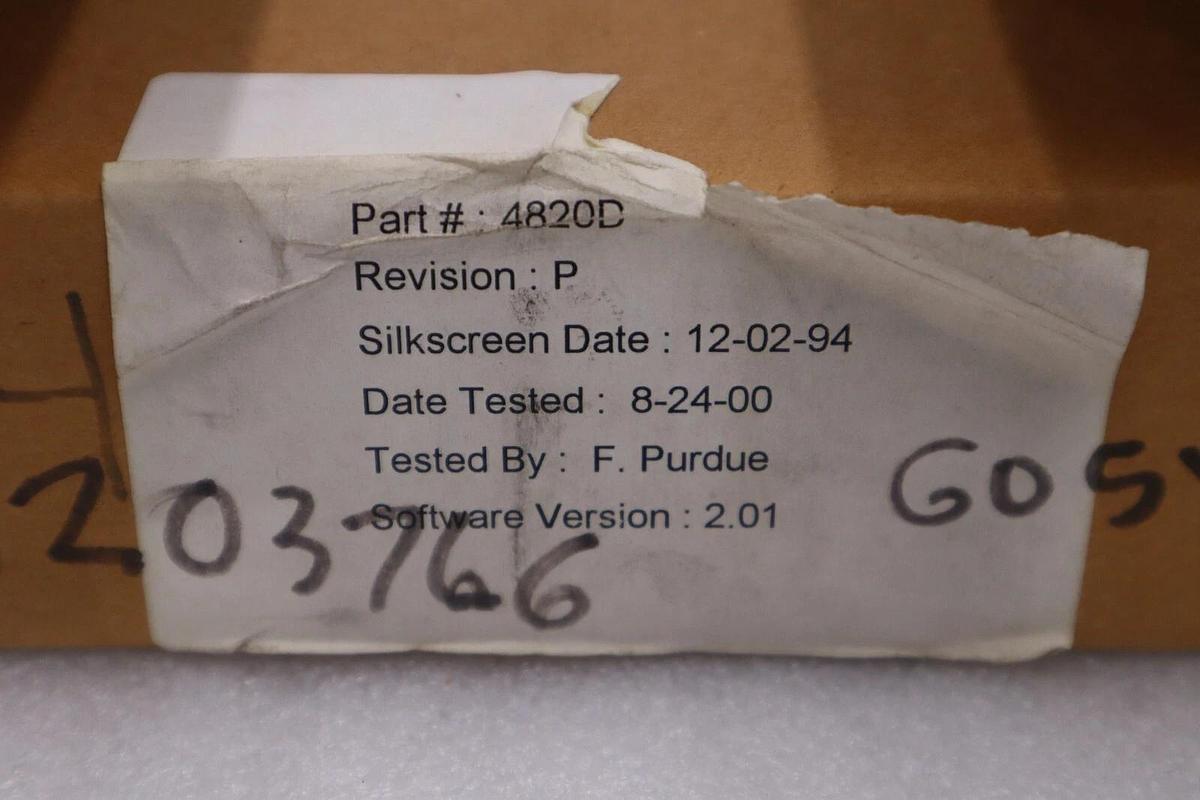 Part # : 4820D
Revision : P
Silkscreen Date : 12-02-94
Date Tested : 8-24-00
Tested By : F. Purdue
Software Version : 2.01
203766
605